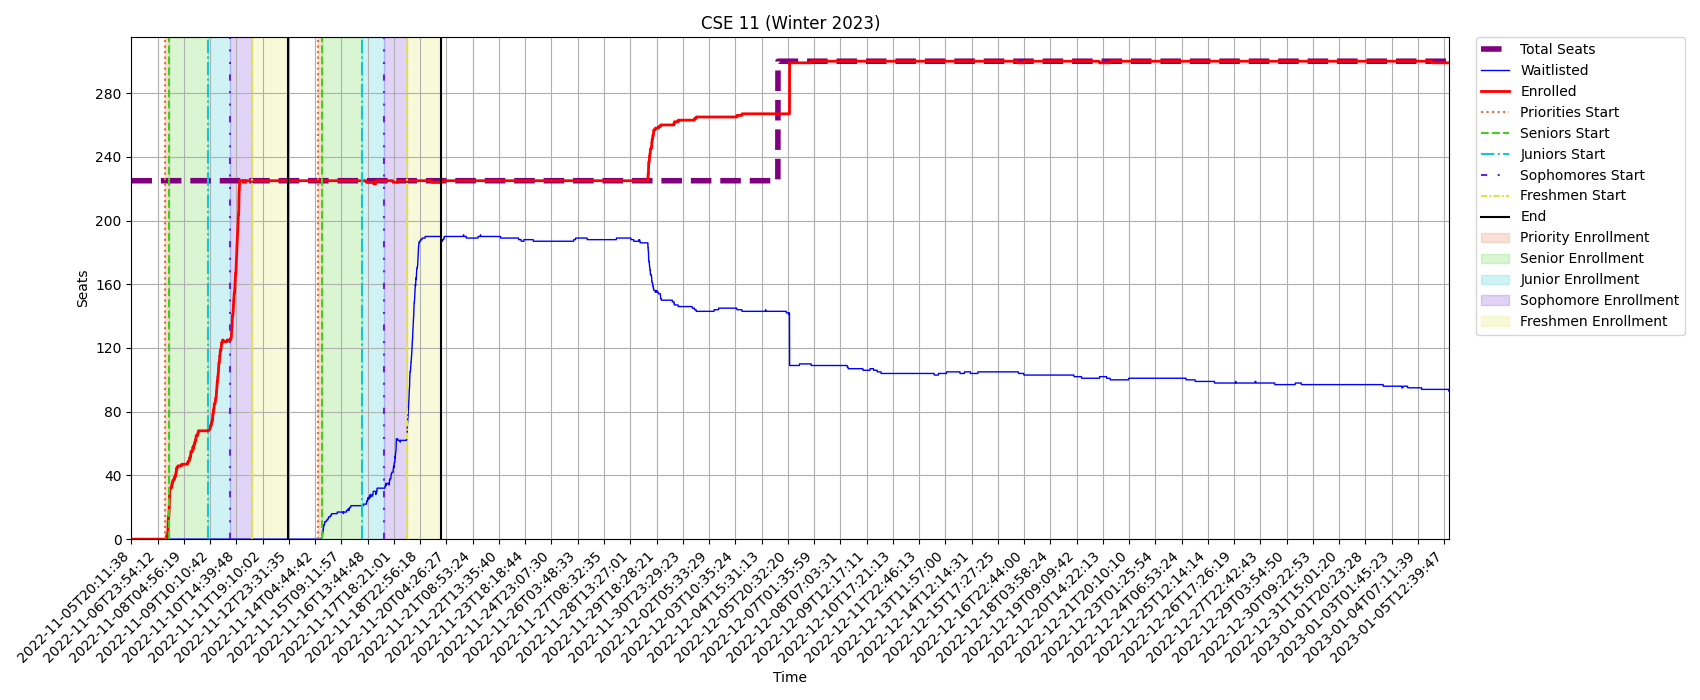 CSE 11 (Winter 2023)
Total Seats
Waitlisted
Enrolled
Priorities Start
Seniors Start
Juniors Start
Sophomores Start
Freshmen Start
End
Priority Enrollment
Senior Enrollment
Junior Enrollment
Sophomore Enrollment
Freshmen Enrollment
Seats
280
240
200
160
120
80
40
0
2022-11-05T20:11:38
2022-11-06T23:54:12
2022-11-08T04:56:19
2022-11-09T10:10:42
2022-11-10T14:39:48
2022-11-11T19:10:02
2022-11-12T23:31:35
2022-11-14T04:44:42
2022-11-15T09:11:57
2022-11-16T13:44:48
2022-11-17T18:21:01
2022-11-18T22:56:18
2022-11-20T04:26:27
2022-11-21T08:53:24
2022-11-22T13:35:40
2022-11-23T18:18:44
2022-11-24T23:07:30
2022-11-26T03:48:33
2022-11-27T08:32:35
2022-11-28T13:27:01
2022-11-29T18:28:21
2022-11-30T23:29:23
2022-12-02T05:33:29
2022-12-03T10:35:24
2022-12-04T15:31:13
2022-12-05T20:32:20
2022-12-07T01:35:59
2022-12-08T07:03:31
2022-12-09T12:17:11
2022-12-10T17:21:13
2022-12-11T22:46:13
2022-12-13T11:57:00
2022-12-14T12:14:31
2022-12-15T17:27:25
2022-12-16T22:44:00
2022-12-18T03:58:24
2022-12-19T09:09:42
2022-12-20T14:22:13
2022-12-21T20:10:10
2022-12-23T01:25:54
2022-12-24T06:53:24
2022-12-25T12:14:14
2022-12-26T17:26:19
2022-12-27T22:42:43
2022-12-29T03:54:50
2022-12-30T09:22:53
2022-12-31T15:01:20
2023-01-01T20:23:28
2023-01-03T01:45:23
2023-01-04T07:11:39
2023-01-05T12:39:47
Time